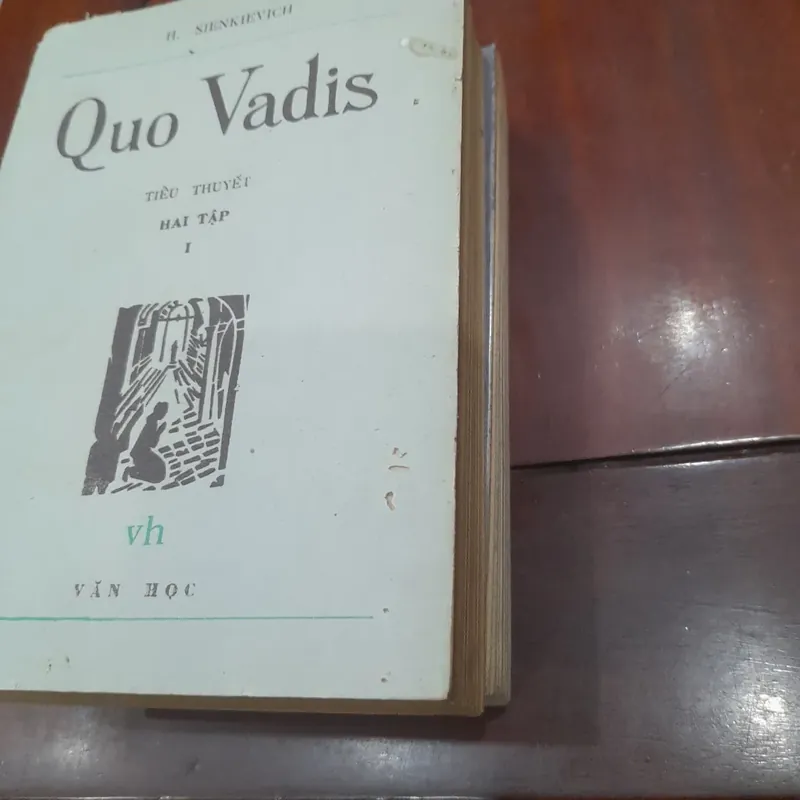 H. SIENKIEVICH
Quo Vadis
TIỂU THUYẾT
HAI TẬP
I
vh
VĂN HỌC